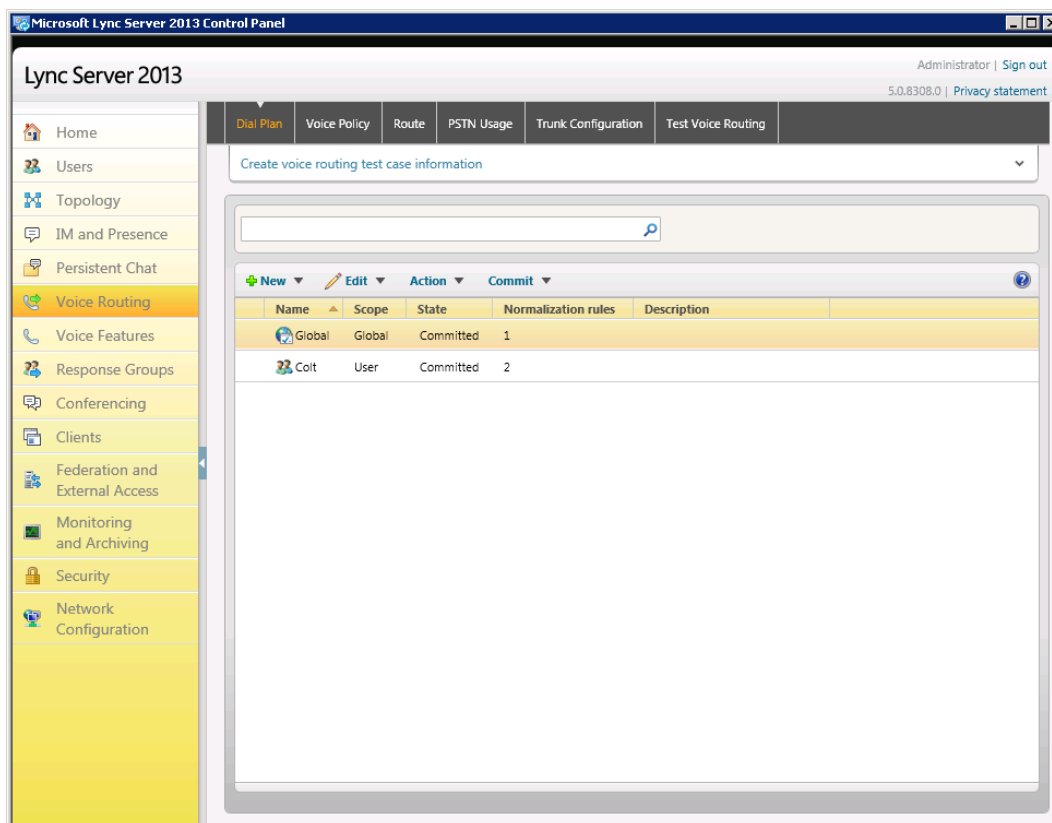 Microsoft Lync Server 2013 Control Panel
Lync Server 2013
Administrator | Sign out
5.0.8308.0 | Privacy statement
Home
Users
Topology
IM and Presence
Persistent Chat
Voice Routing
Voice Features
Response Groups
Conferencing
Clients
Federation and
External Access
Monitoring
and Archiving
Security
Network
Configuration
Dial Plan Voice Policy Route PSTN Usage Trunk Configuration Test Voice Routing
Create voice routing test case information
New Edit Action Commit
Name Scope State Normalization rules Description
Global Global Committed 1
Colt User Committed 2